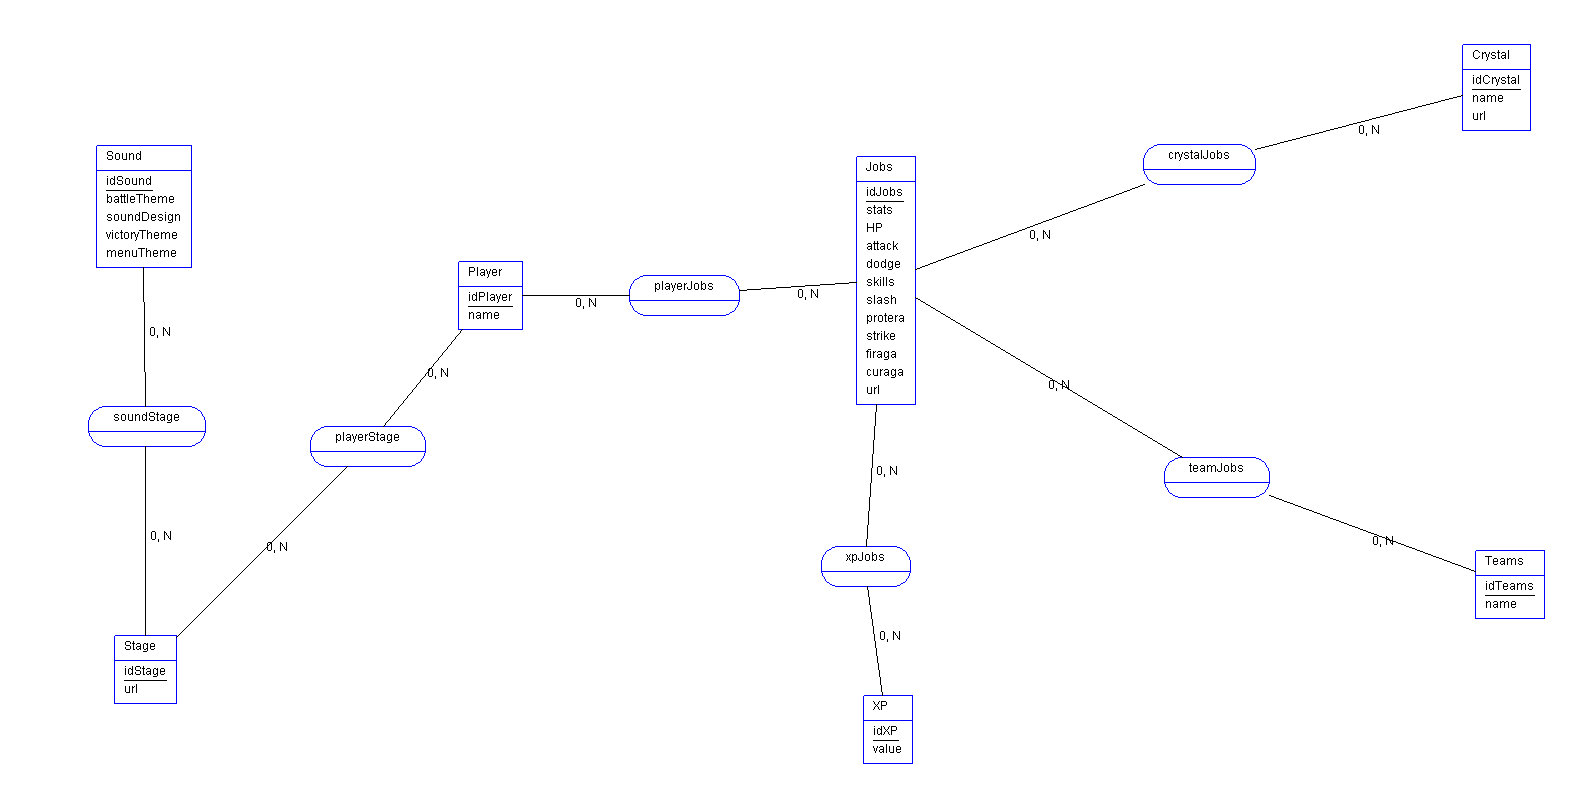 Crystal
idCrystal
name
url
0, N
crystalJobs
0, N
Sound
idSound
battleTheme
soundDesign
victoryTheme
menuTheme
0, N
soundStage
0, N
Stage
idStage
url
Player
idPlayer
name
0, N
playerStage
0, N
0, N
playerJobs
0, N
Jobs
idJobs
stats
HP
attack
dodge
skills
slash
protera
strike
firaga
curaga
url
0, N
xpJobs
0, N
XP
idXP
value
0, N
teamJobs
0, N
Teams
idTeams
name